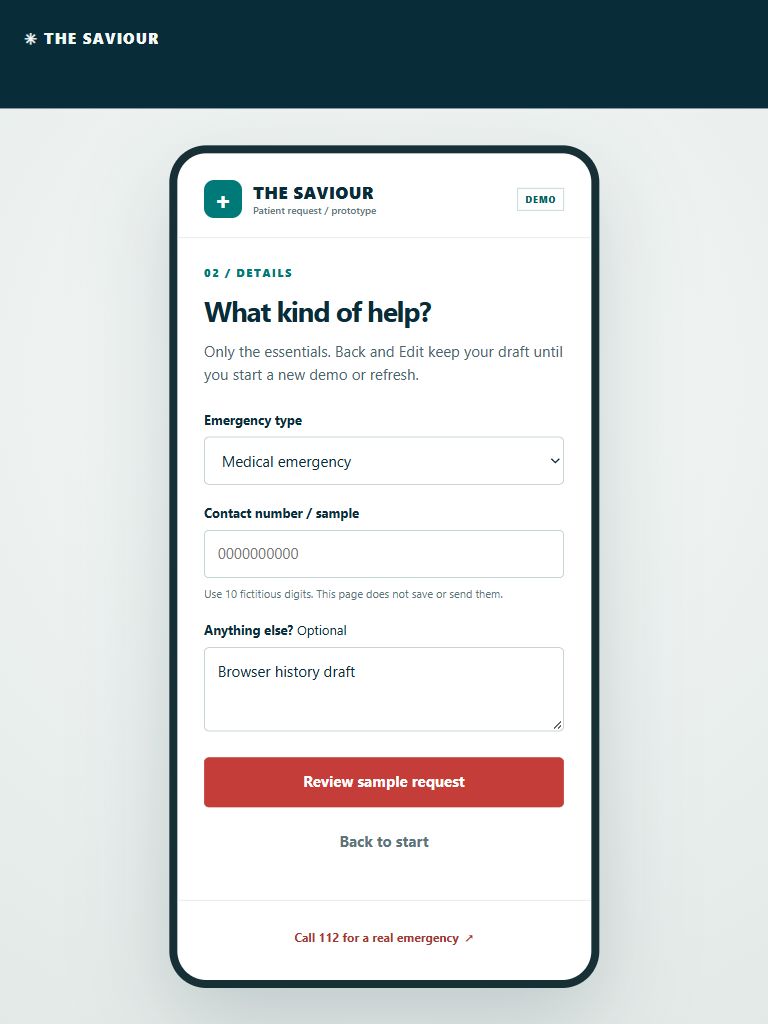 ✳ THE SAVIOUR
+
THE SAVIOUR
Patient request / prototype
DEMO
02 / DETAILS
What kind of help?
Only the essentials. Back and Edit keep your draft until
you start a new demo or refresh.
Emergency type
Medical emergency
Contact number / sample
0000000000
Use 10 fictitious digits. This page does not save or send them.
Anything else? Optional
Browser history draft
Review sample request
Back to start
Call 112 for a real emergency ↗